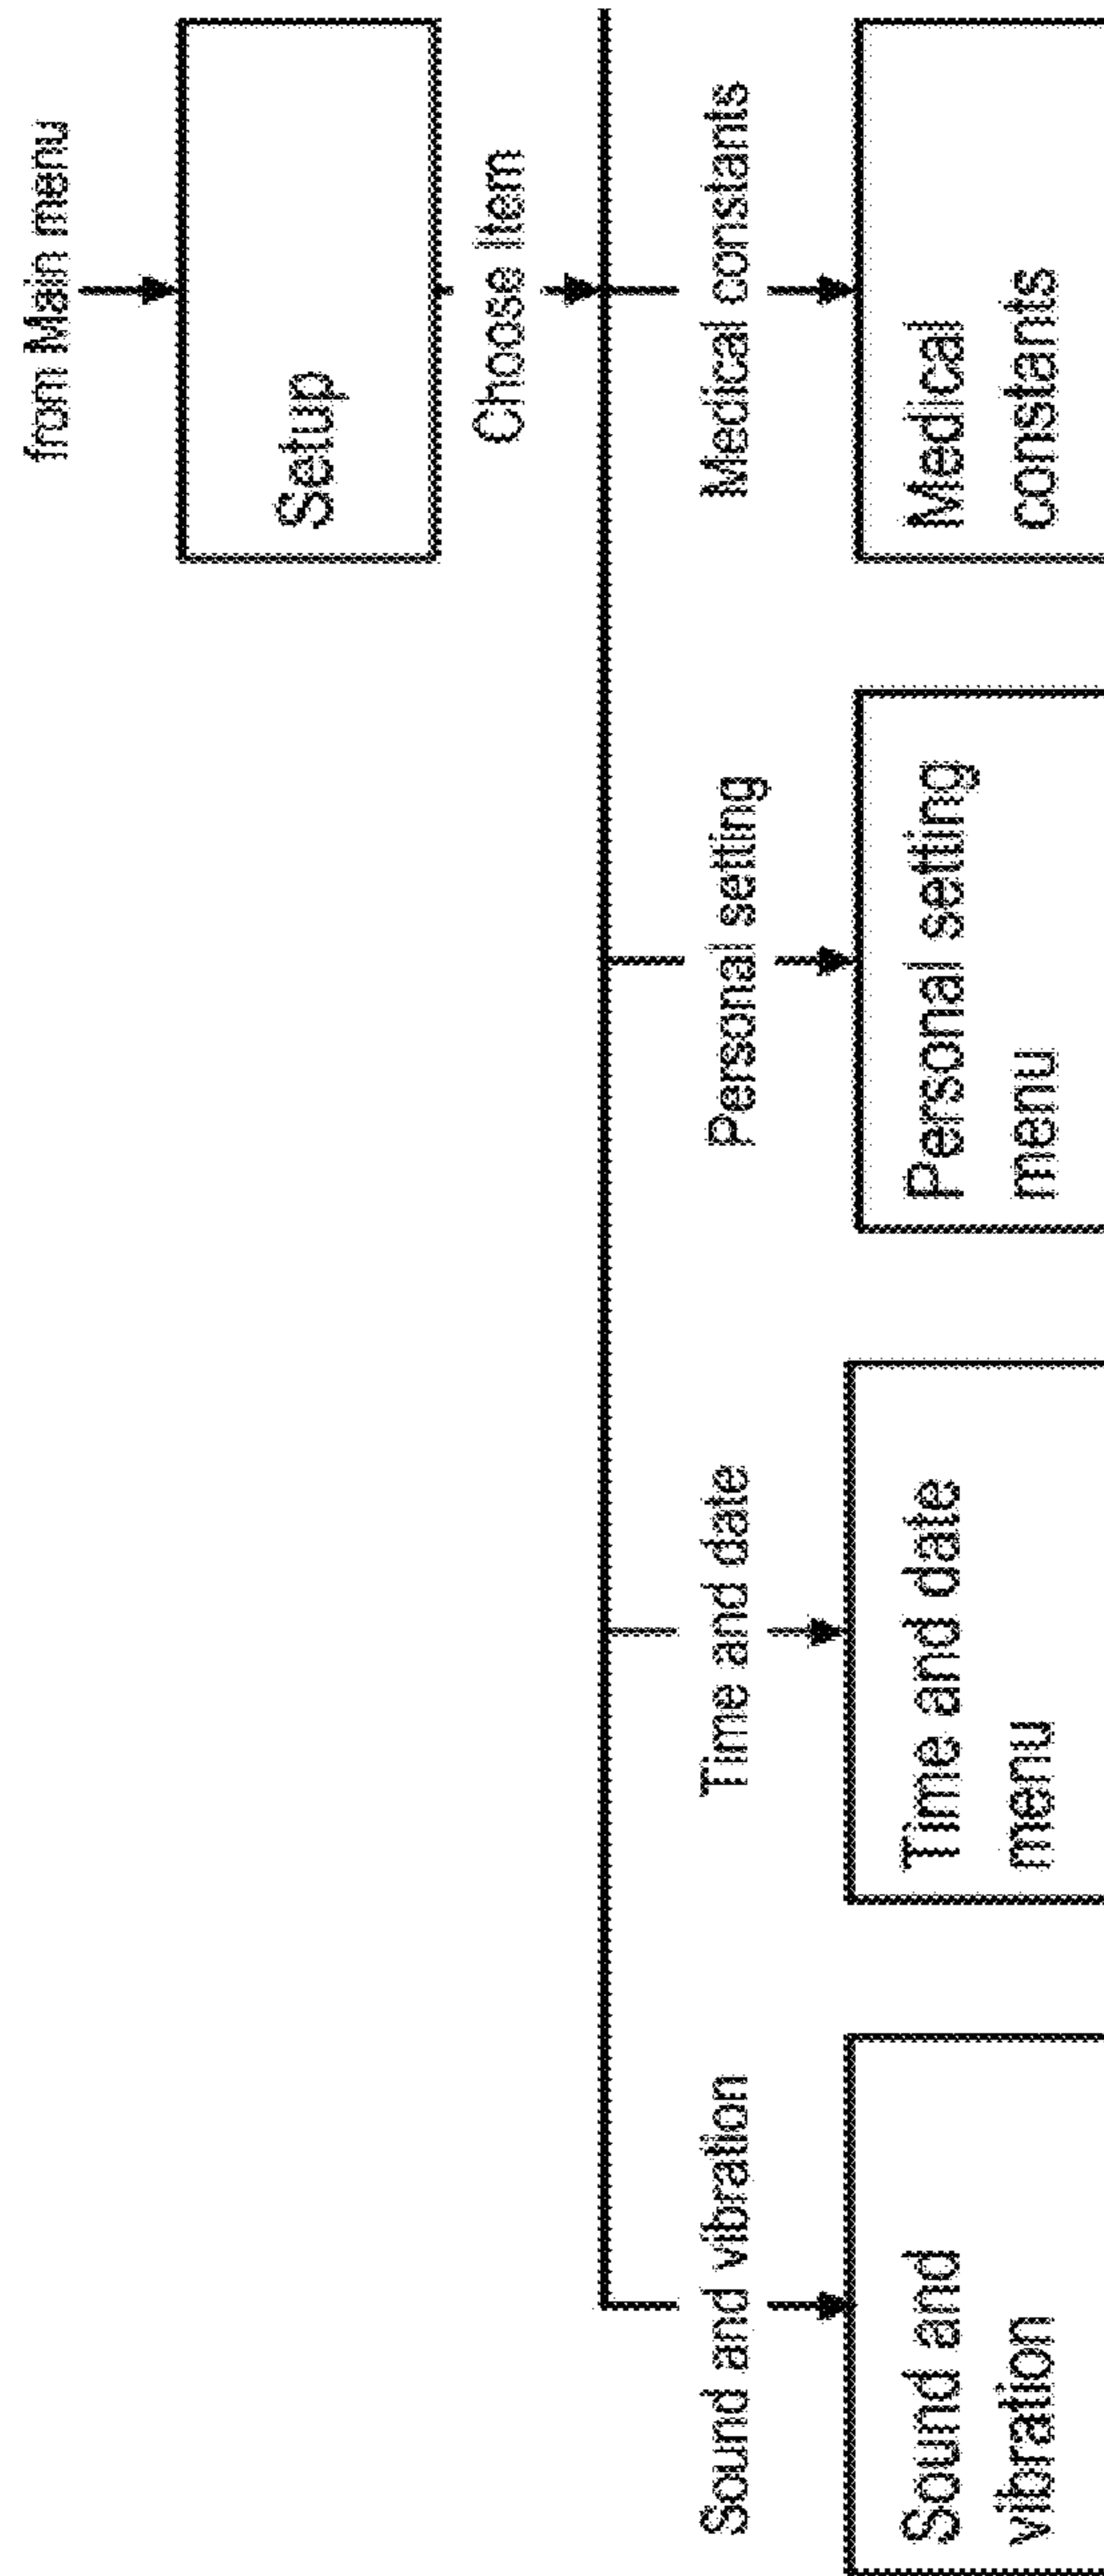 from Main menu
Setup
Choose Item
Sound and vibration
Time and date
Personal setting
Medical constants
Sound and
vibration
Time and date
menu
Personal setting
menu
Medical
constants